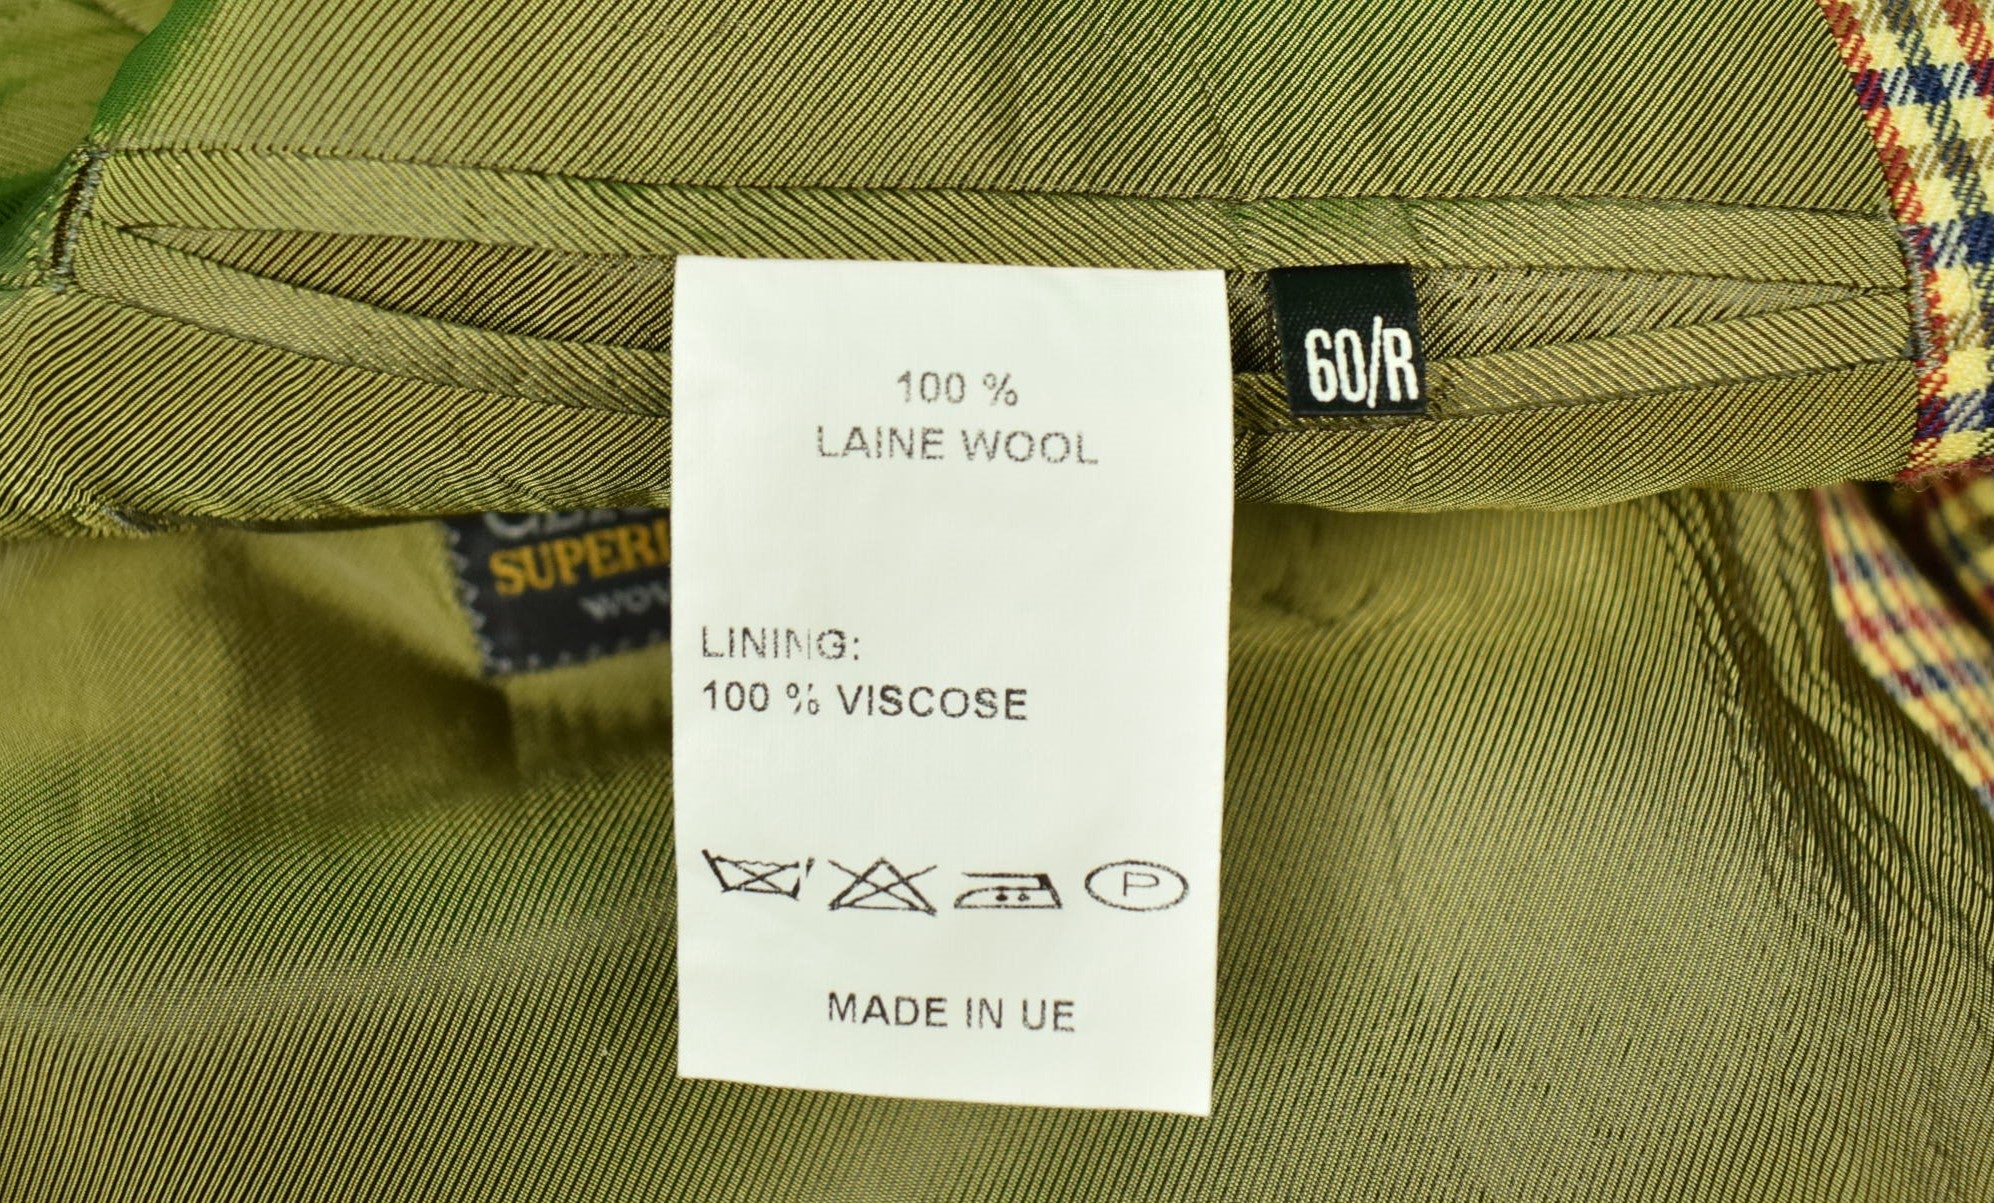 100 %
LAINE WOOL
60/R
LINING:
100 % VISCOSE
P
MADE IN UE